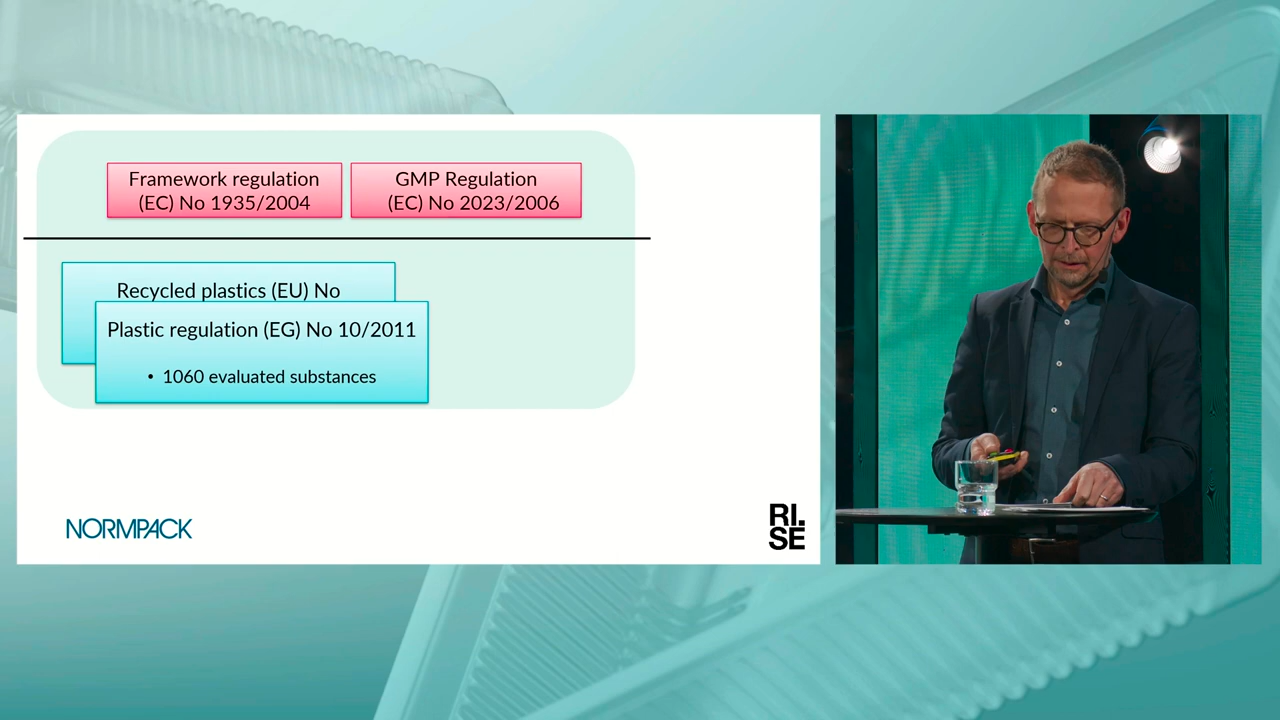 Framework regulation
(EC) No 1935/2004
GMP Regulation
(EC) No 2023/2006
Recycled plastics (EU) No
Plastic regulation (EG) No 10/2011
• 1060 evaluated substances
NORMPACK
RI.
SE